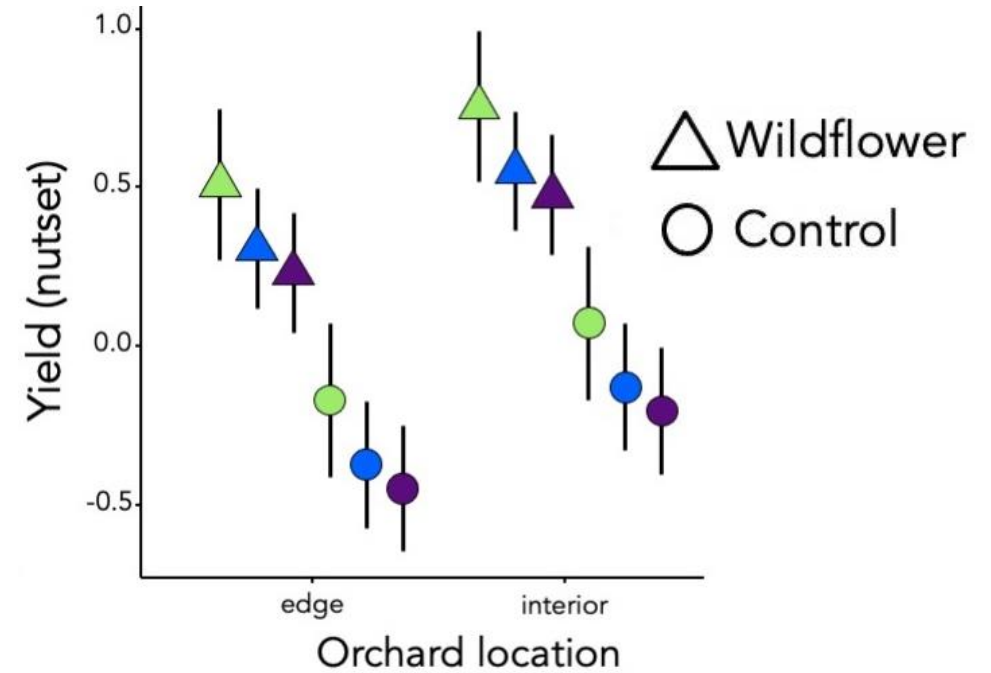 1.0
0.5
0.0
-0.5
Yield (nutset)
edge
interior
Orchard location
Wildflower
Control